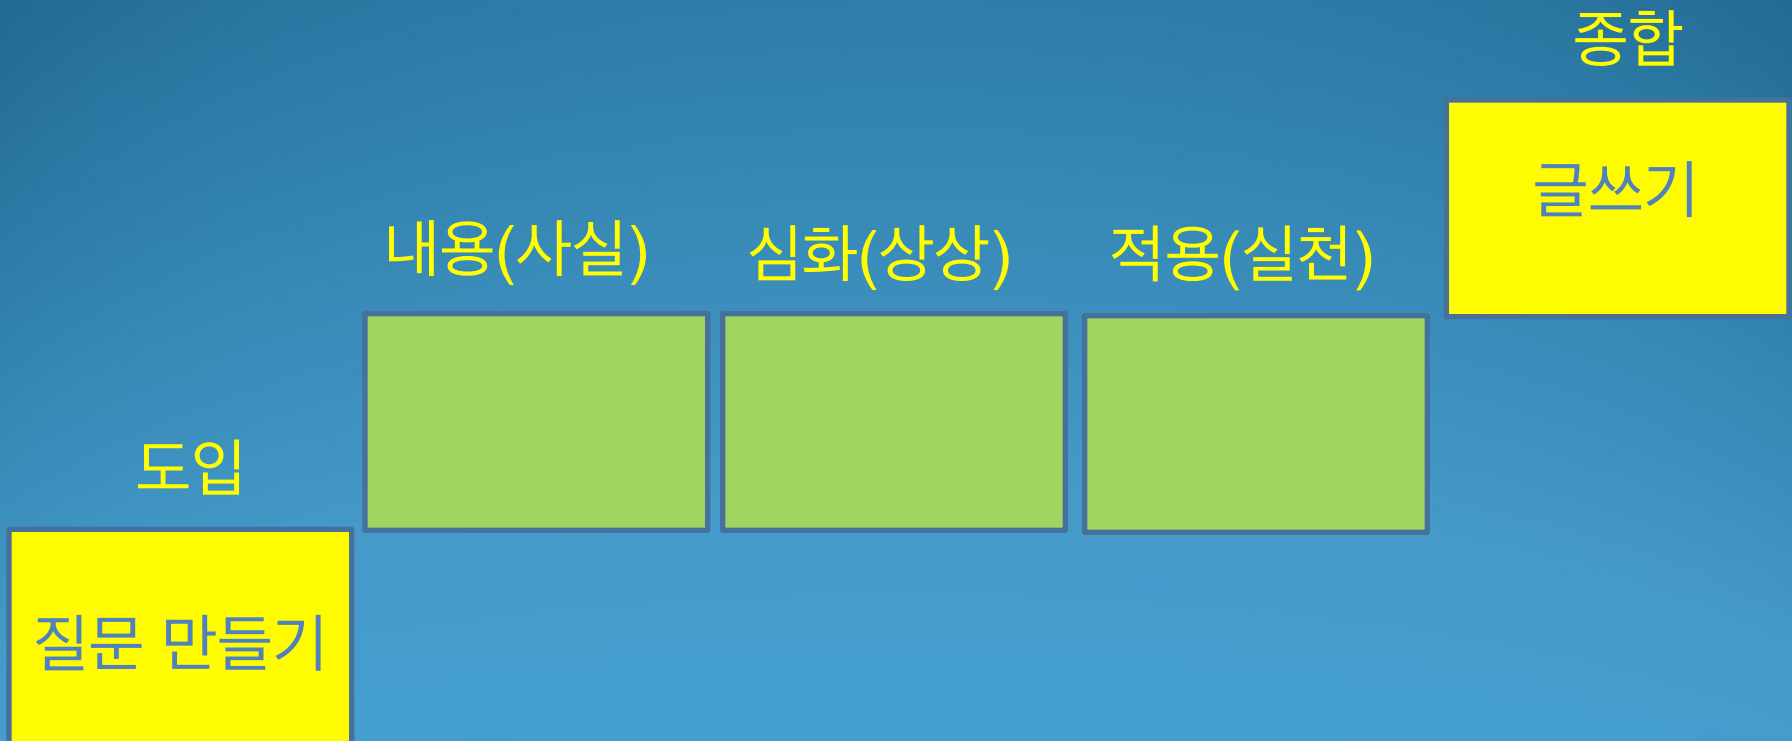 종합
글쓰기
내용(사실)
심화(상상)
적용(실천)
도입
질문 만들기